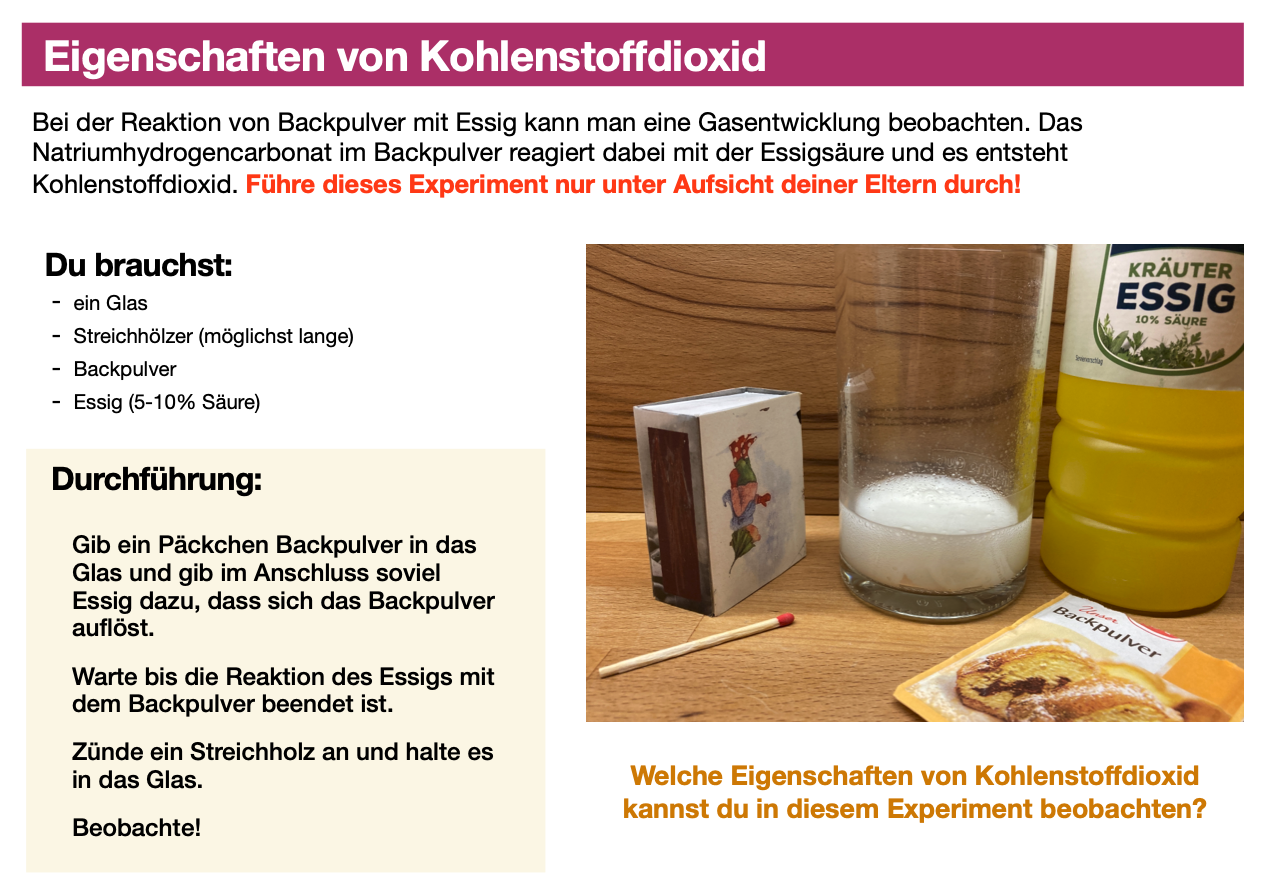 Eigenschaften von Kohlenstoffdioxid
Bei der Reaktion von Backpulver mit Essig kann man eine Gasentwicklung beobachten. Das
Natriumhydrogencarbonat im Backpulver reagiert dabei mit der Essigsäure und es entsteht
Kohlenstoffdioxid. Führe dieses Experiment nur unter Aufsicht deiner Eltern durch!
Du brauchst:
- ein Glas
- Streichhölzer (möglichst lange)
- Backpulver
- Essig (5-10% Säure)
Durchführung:
Gib ein Päckchen Backpulver in das
Glas und gib im Anschluss soviel
Essig dazu, dass sich das Backpulver
auflöst.
Warte bis die Reaktion des Essigs mit
dem Backpulver beendet ist.
Zünde ein Streichholz an und halte es
in das Glas.
Beobachte!
KRÄUTER
ESSIG
10% SÄURE
Serviervorschlag
Unser
Backpulver
Welche Eigenschaften von Kohlenstoffdioxid
kannst du in diesem Experiment beobachten?